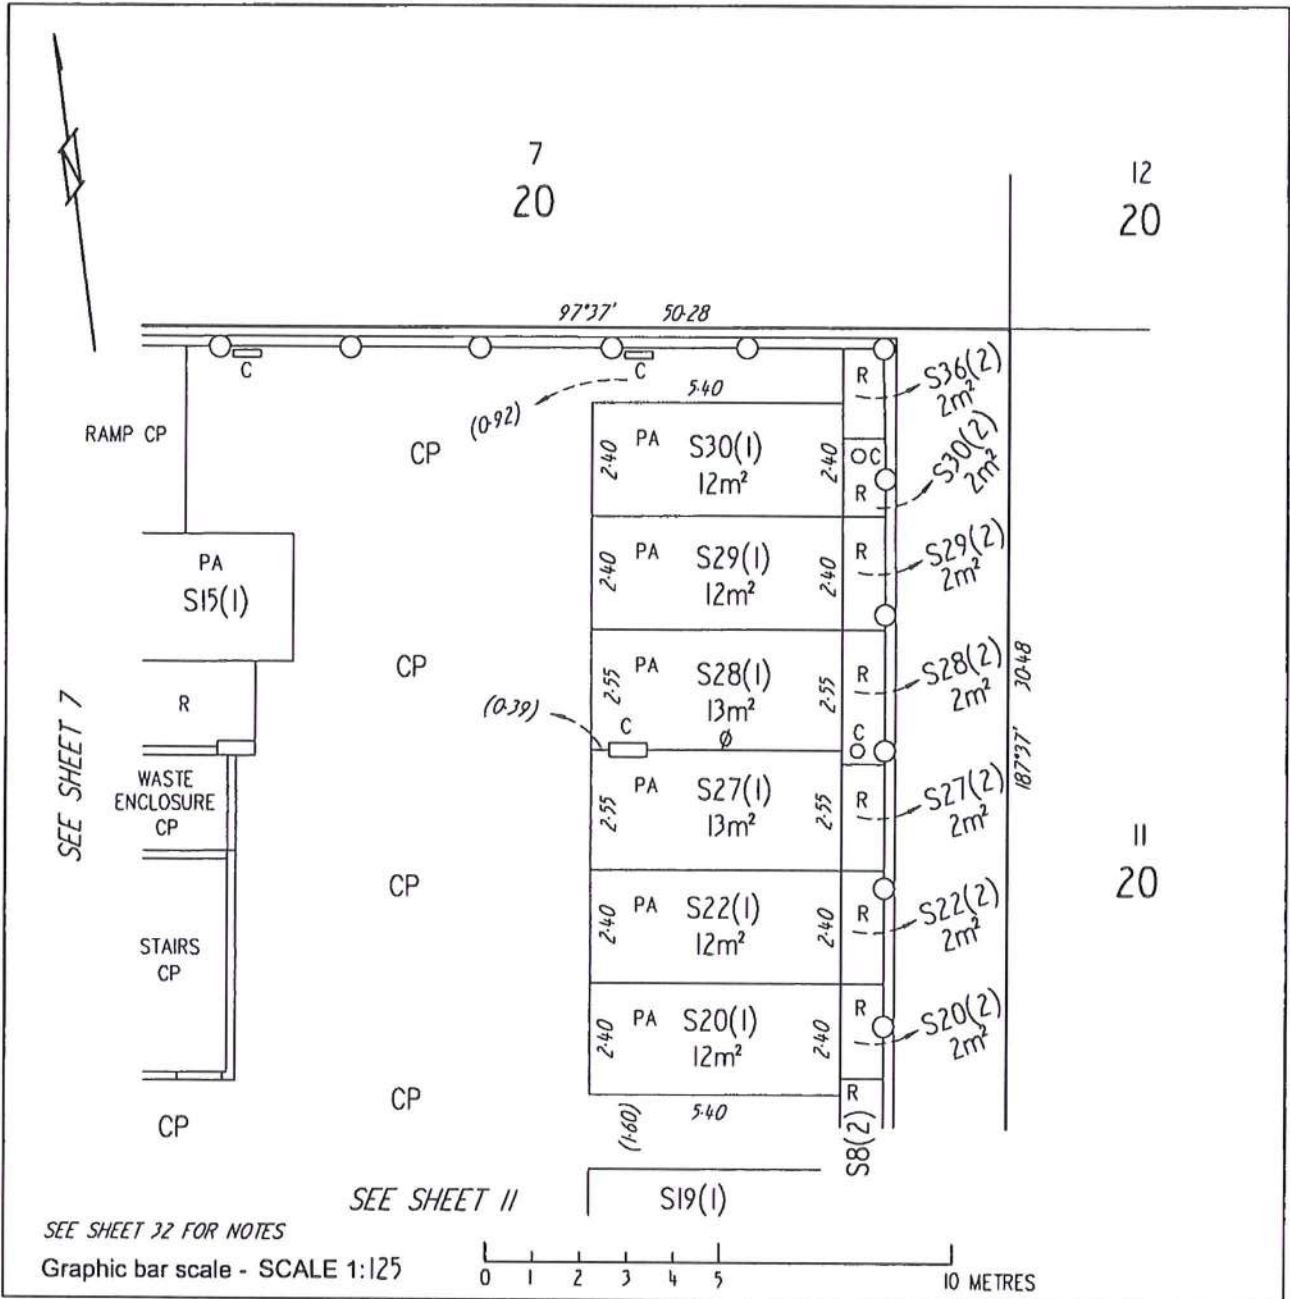 7
20
12
20
97°37' 50·28
C
C
5·40
(0·92)
RAMP CP
CP
2·40 PA S30(1) 2·40
12m²
R
S36(2)
2m²
OC
R
S30(2)
2m²
PA
S15(1)
2·40 PA S29(1) 2·40
12m²
R
S29(2)
2m²
CP
2·55 PA S28(1) 2·55
13m²
R
S28(2)
2m²
187°37' 30·48
R
(0·39)
C
ø
C
SEE SHEET 7
WASTE
ENCLOSURE
CP
2·55 PA S27(1) 2·55
13m²
R
S27(2)
2m²
11
20
CP
STAIRS
CP
2·40 PA S22(1) 2·40
12m²
R
S22(2)
2m²
2·40 PA S20(1) 2·40
12m²
R
S20(2)
2m²
CP
CP
(1·60)
5·40
R
S8(2)
SEE SHEET 11
S19(1)
SEE SHEET 32 FOR NOTES
Graphic bar scale - SCALE 1:125
0 1 2 3 4 5 10 METRES